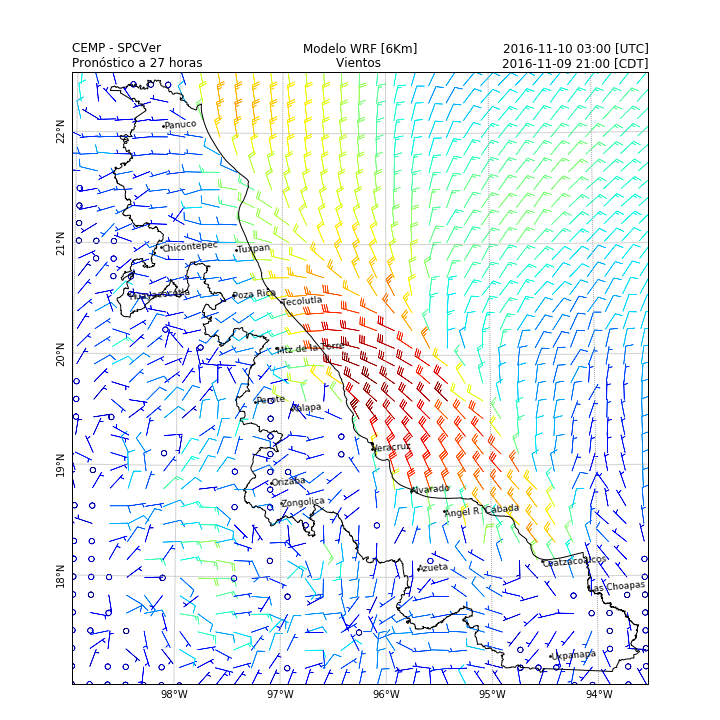 CEMP - SPCVer Modelo WRF [6Km] 2016-11-10 03:00 [UTC]
Pronóstico a 27 horas Vientos 2016-11-09 21:00 [CDT]
22°N
Panuco
21°N
Chicontepec Tuxpan
Huayacocotla Poza Rica
Tecolutla
20°N
Mtz de la Torre
Perote
Xalapa
Veracruz
19°N
Orizaba
Alvarado
Zongolica
Angel R. Cabada
18°N
Azueta
Coatzacoalcos
Las Choapas
Uxpanapa
98°W 97°W 96°W 95°W 94°W